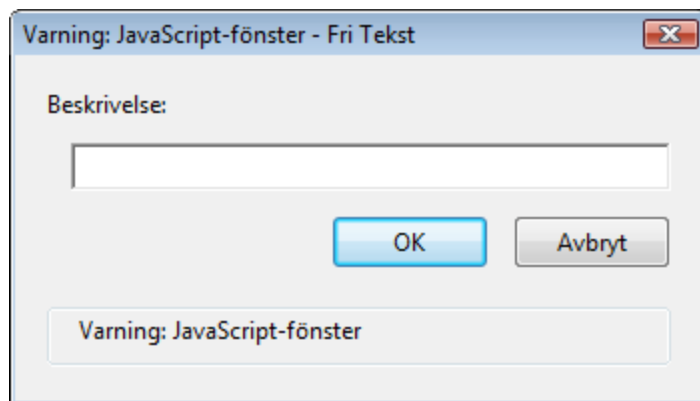 Varning: JavaScript-fönster - Fri Tekst
Beskrivelse:
OK
Avbryt
Varning: JavaScript-fönster